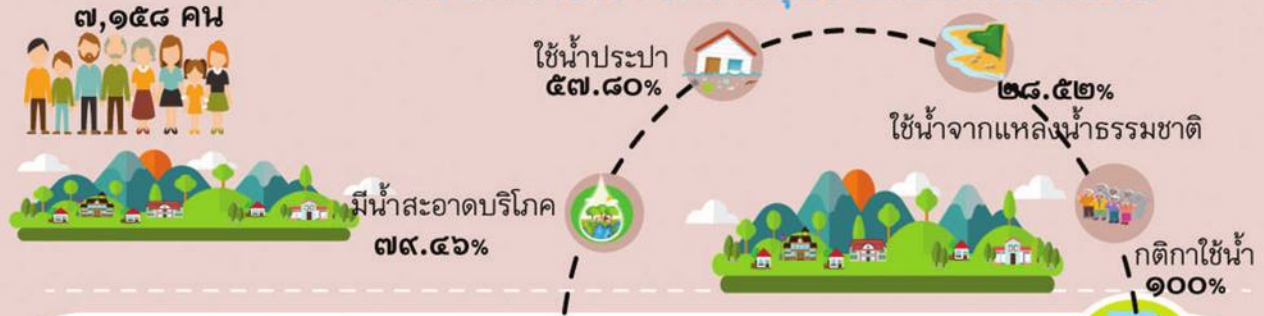 ๗,๑๕๘ คน
ใช้น้ำประปา
๕๗.๘๐%
๒๘.๕๒%
ใช้น้ำจากแหล่งน้ำธรรมชาติ
มีน้ำสะอาดบริโภค
๗๙.๔๖%
กติกาใช้น้ำ
๑๐๐%